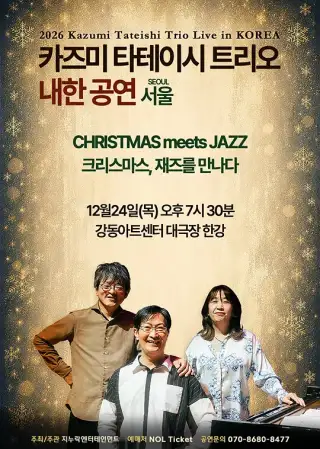 2026 Kazumi Tateishi Trio Live in KOREA
카즈미 타테이시 트리오
내한 공연 SEOUL 서울
CHRISTMAS meets JAZZ
크리스마스, 재즈를 만나다
12월24일(목) 오후 7시 30분
강동아트센터 대극장 한강
주최/주관 지누락엔터테인먼트 예매처 NOL Ticket 공연문의 070-8680-8477